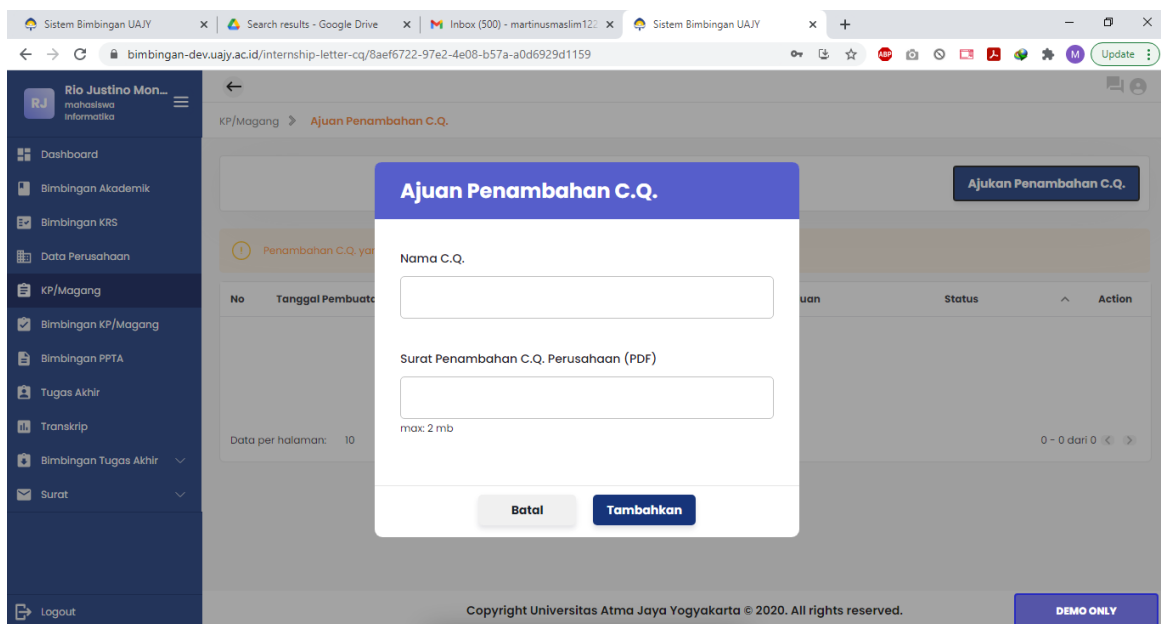 Sistem Bimbingan UAJY
Search results - Google Drive
Inbox (500) - martinusmaslim122
Sistem Bimbingan UAJY
bimbingan-dev.uajy.ac.id/internship-letter-cq/8aef6722-97e2-4e08-b57a-a0d6929d1159
ABP
M
Update
RJ
Rio Justino Mon...
mahasiswa
Informatika
KP/Magang
Ajuan Penambahan C.Q.
Dashboard
Bimbingan Akademik
Bimbingan KRS
Data Perusahaan
KP/Magang
Bimbingan KP/Magang
Bimbingan PPTA
Tugas Akhir
Transkrip
Bimbingan Tugas Akhir
Surat
Logout
Ajukan Penambahan C.Q.
Penambahan C.Q. yan
No
Tanggal Pembuata
uan
Status
Action
Data per halaman: 10
0 - 0 dari 0
Ajuan Penambahan C.Q.
Nama C.Q.
Surat Penambahan C.Q. Perusahaan (PDF)
max: 2 mb
Batal
Tambahkan
Copyright Universitas Atma Jaya Yogyakarta © 2020. All rights reserved.
DEMO ONLY